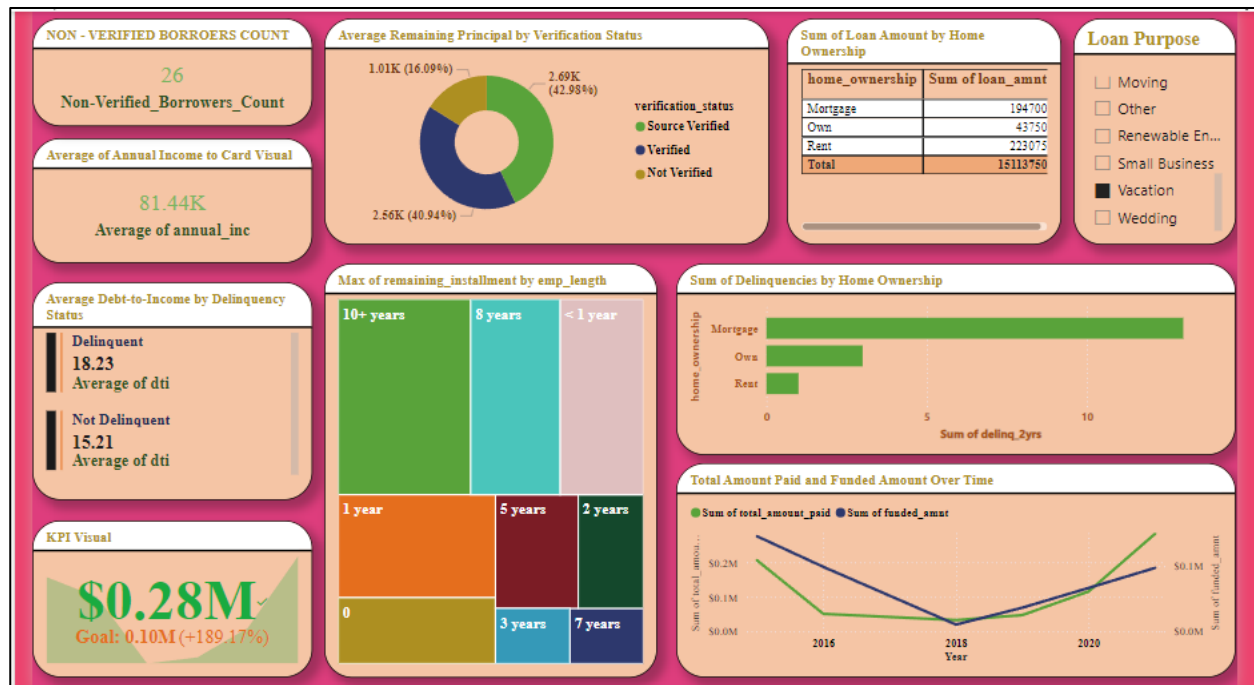 NON - VERIFIED BORROERS COUNT
26
Non-Verified_Borrowers_Count
Average of Annual Income to Card Visual
81.44K
Average of annual_inc
Average Debt-to-Income by Delinquency
Status
Delinquent
18.23
Average of dti
Not Delinquent
15.21
Average of dti
KPI Visual
$0.28M
Goal: 0.10M (+189.17%)
Average Remaining Principal by Verification Status
1.01K (16.09%)
2.69K
(42.98%)
2.56K (40.94%)
verification_status
Source Verified
Verified
Not Verified
Sum of Loan Amount by Home
Ownership
home_ownership Sum of loan_amnt
Mortgage 194700
Own 43750
Rent 223075
Total 15113750
Loan Purpose
Moving
Other
Renewable En...
Small Business
Vacation
Wedding
Max of remaining_installment by emp_length
10+ years
8 years
< 1 year
1 year
5 years
2 years
0
3 years
7 years
Sum of Delinquencies by Home Ownership
home_ownership
Mortgage
Own
Rent
0 5 10
Sum of delinq_2yrs
Total Amount Paid and Funded Amount Over Time
Sum of total_amount_paid Sum of funded_amnt
Sum of total_amou...
$0.2M
$0.1M
$0.0M
2016 2018 2020
Year
$0.1M
$0.0M
Sum of funded_amnt